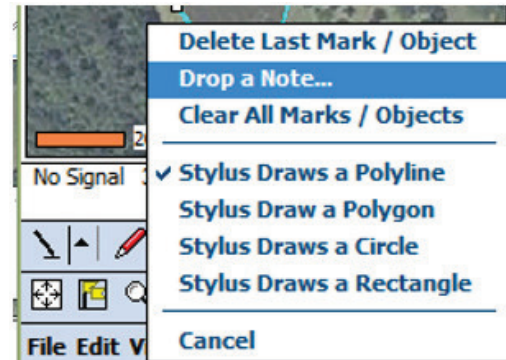 Delete Last Mark / Object
Drop a Note...
Clear All Marks / Objects
No Signal
Stylus Draws a Polyline
Stylus Draw a Polygon
Stylus Draws a Circle
Stylus Draws a Rectangle
File Edit
Cancel